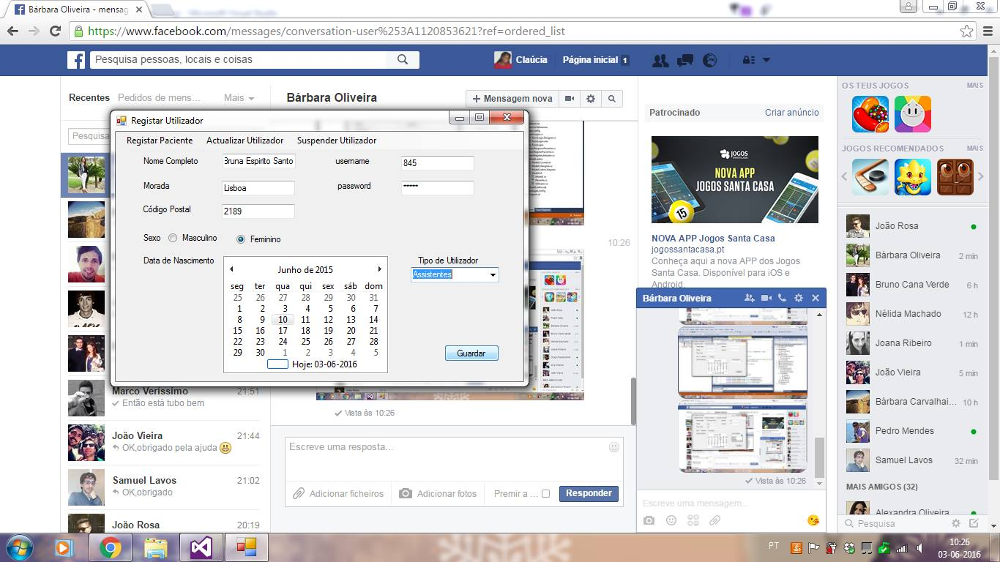 Bárbara Oliveira - mensag
https://www.facebook.com/messages/conversation-user%253A1120853621?ref=ordered_list
Pesquisa pessoas, locais e coisas
Claúcia
Página inicial 1
Recentes
Pedidos de mens...
Mais
Bárbara Oliveira
+ Mensagem nova
Pesquisa
Registar Utilizador
Registar Paciente
Actualizar Utilizador
Suspender Utilizador
Nome Completo
Bruna Espirito Santo
username
845
Morada
Lisboa
password
*****
Código Postal
2189
Sexo
Masculino
Feminino
Data de Nascimento
Tipo de Utilizador
Assistentes
Junho de 2015
seg ter qua qui sex sáb dom
25 26 27 28 29 30 31
1 2 3 4 5 6 7
8 9 10 11 12 13 14
15 16 17 18 19 20 21
22 23 24 25 26 27 28
29 30 1 2 3 4 5
Hoje: 03-06-2016
Guardar
10:26
Vista às 10:26
Marco Veríssimo 21:51
Então está tubo bem
João Vieira 21:44
OK,obrigado pela ajuda
Samuel Lavos 21:02
OK,obrigado
João Rosa 20:19
Escreve uma resposta...
Adicionar ficheiros
Adicionar fotos
Premir a ...
Responder
Patrocinado
Criar anúncio
JOGOS
SANTA CASA
NOVA APP
JOGOS SANTA CASA
15
NOVA APP Jogos Santa Casa
jogossantacasa.pt
Conheça aqui a nova APP dos Jogos
Santa Casa. Disponível para iOS e
Android.
Bárbara Oliveira
Vista às 10:26
Escreve uma mensagem...
OS TEUS JOGOS
MAIS
JOGOS RECOMENDADOS
MAIS
João Rosa
Bárbara Oliveira 2 min
Bruno Cana Verde 6 h
Nélida Machado 12 h
Joana Ribeiro 1 min
João Vieira 5 min
Bárbara Carvalhai... 10 h
Pedro Mendes
Samuel Lavos 32 min
MAIS AMIGOS (32)
Alexandra Oliveira
Pesquisa
PT
10:26
03-06-2016